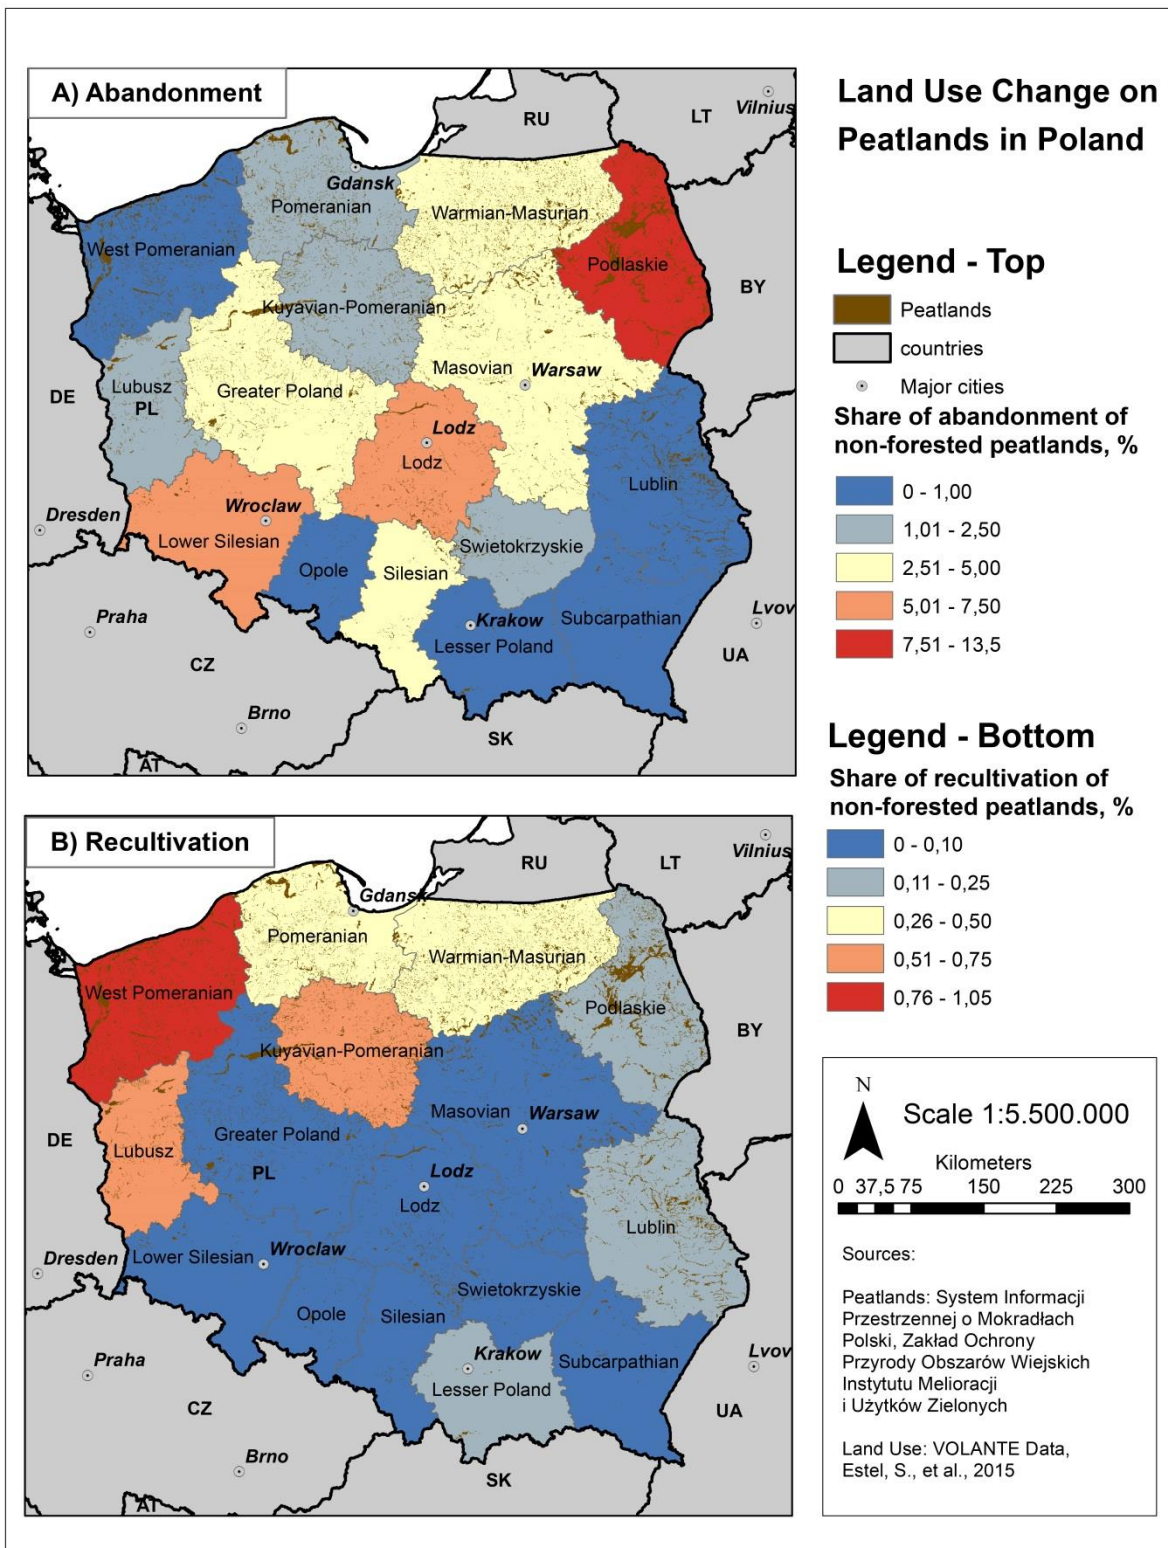 A) Abandonment
RU
LT
Vilnius
Gdansk
Pomeranian
Warmian-Masurian
West Pomeranian
Podlaskie
BY
Kuyavian-Pomeranian
Masovian
Warsaw
Lubusz
PL
Greater Poland
DE
Lodz
Lodz
Lublin
Dresden
Wroclaw
Lower Silesian
Swietokrzyskie
Opole
Silesian
Praha
Krakow
Subcarpathian
Lvov
Lesser Poland
CZ
UA
Brno
SK
AT
B) Recultivation
RU
LT
Vilnius
Gdansk
Pomeranian
Warmian-Masurian
West Pomeranian
Podlaskie
BY
Kuyavian-Pomeranian
Masovian
Warsaw
Greater Poland
DE
Lubusz
PL
Lodz
Lodz
Lublin
Dresden
Lower Silesian
Wroclaw
Swietokrzyskie
Opole
Silesian
Praha
Krakow
Subcarpathian
Lvov
Lesser Poland
CZ
UA
Brno
SK
AT
Land Use Change on
Peatlands in Poland
Legend - Top
Peatlands
countries
Major cities
Share of abandonment of
non-forested peatlands, %
0 - 1,00
1,01 - 2,50
2,51 - 5,00
5,01 - 7,50
7,51 - 13,5
Legend - Bottom
Share of recultivation of
non-forested peatlands, %
0 - 0,10
0,11 - 0,25
0,26 - 0,50
0,51 - 0,75
0,76 - 1,05
N
Scale 1:5.500.000
Kilometers
0 37,5 75 150 225 300
Sources:
Peatlands: System Informacji
Przestrzennej o Mokradłach
Polski, Zakład Ochrony
Przyrody Obszarów Wiejskich
Instytutu Melioracji
i Użytków Zielonych
Land Use: VOLANTE Data,
Estel, S., et al., 2015